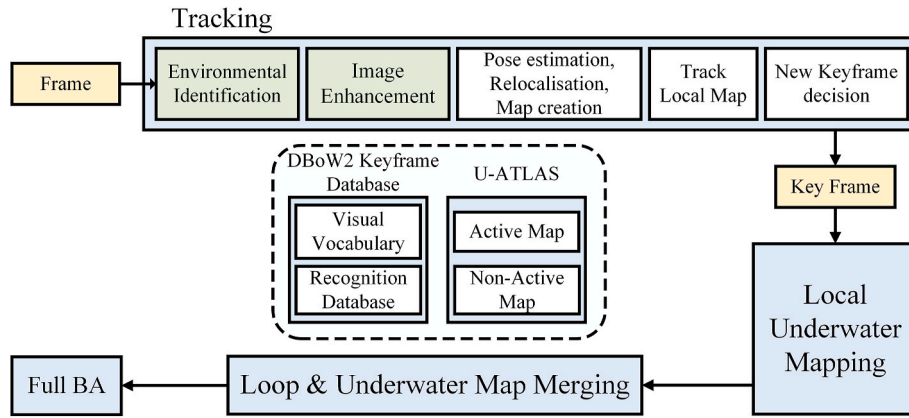 Tracking
Frame
Environmental
Identification
Image
Enhancement
Pose estimation,
Relocalisation,
Map creation
Track
Local Map
New Keyframe
decision
DBoW2 Keyframe
Database
Visual
Vocabulary
Recognition
Database
U-ATLAS
Active Map
Non-Active
Map
Key Frame
Local
Underwater
Mapping
Loop & Underwater Map Merging
Full BA